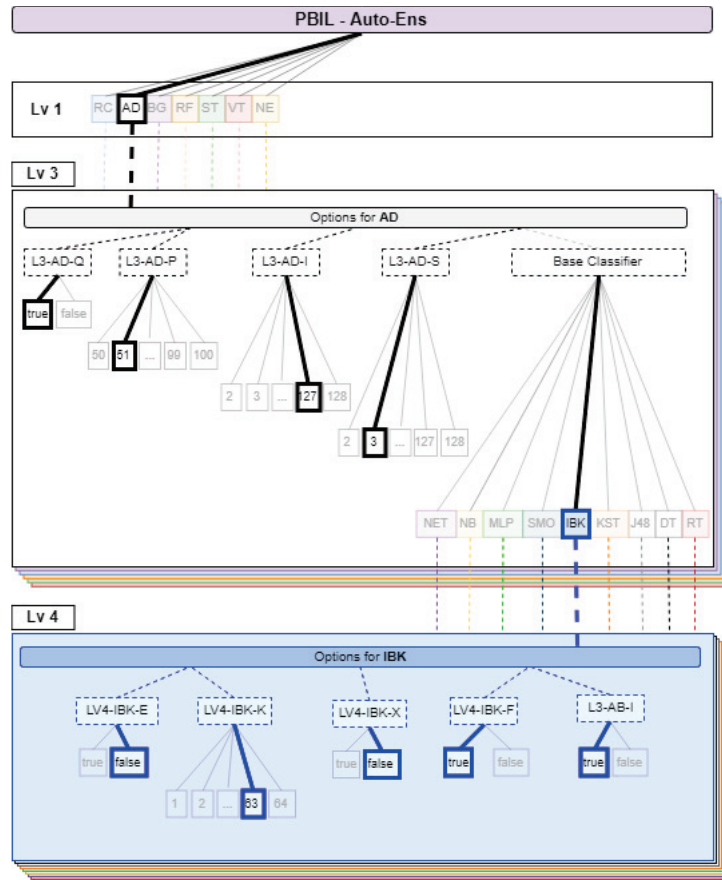 PBIL - Auto-Ens
Lv 1
RC AD BG RF ST VT NE
Lv 3
Options for AD
L3-AD-Q L3-AD-P L3-AD-I L3-AD-S Base Classifier
true false
50 51 ... 99 100
2 3 ... 127 128
2 3 ... 127 128
NET NB MLP SMO IBK KST J48 DT RT
Lv 4
Options for IBK
LV4-IBK-E LV4-IBK-K LV4-IBK-X LV4-IBK-F L3-AB-I
true false true false true false true false
1 2 ... 63 64